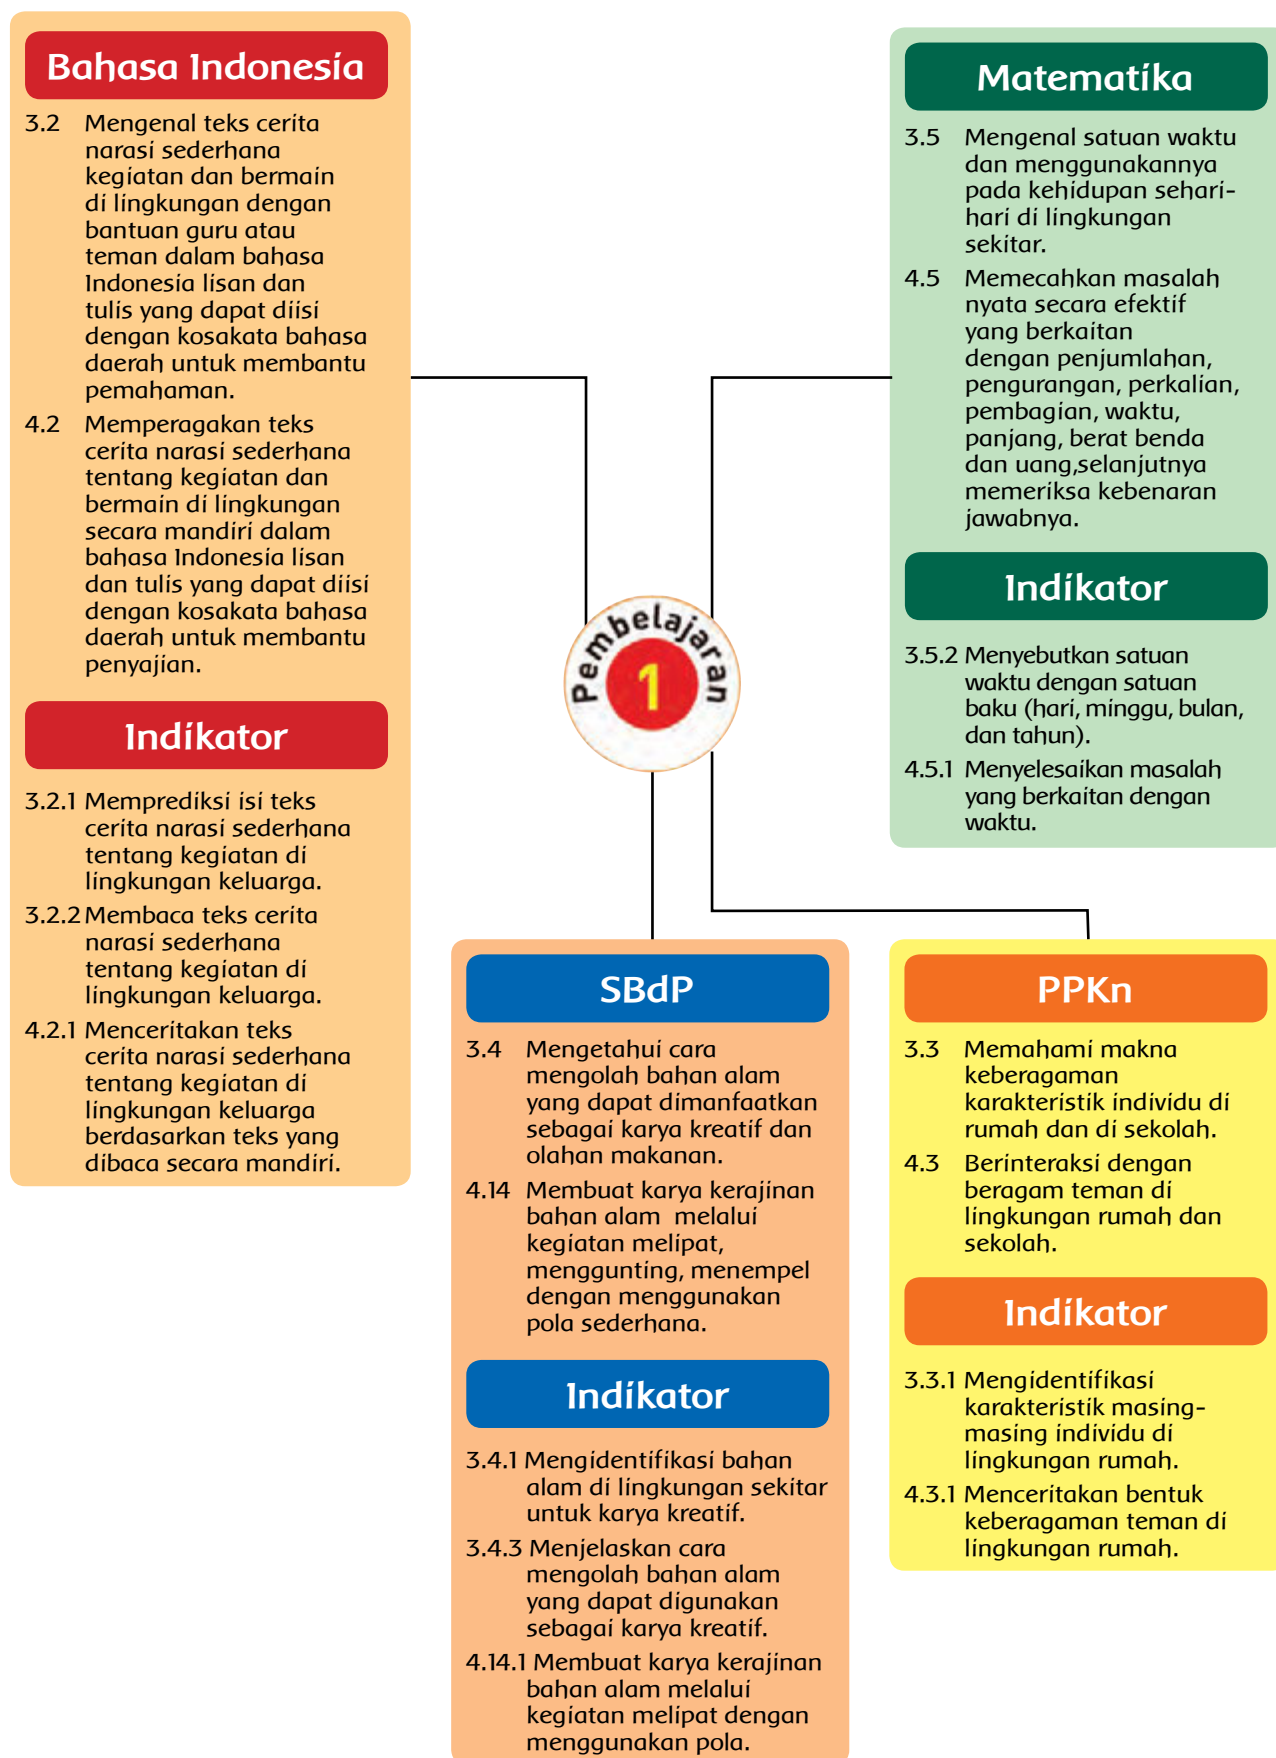 Bahasa Indonesia
3.2 Mengenal teks cerita
narasi sederhana
kegiatan dan bermain
di lingkungan dengan
bantuan guru atau
teman dalam bahasa
Indonesia lisan dan
tulis yang dapat diisi
dengan kosakata bahasa
daerah untuk membantu
pemahaman.
4.2 Memperagakan teks
cerita narasi sederhana
tentang kegiatan dan
bermain di lingkungan
secara mandiri dalam
bahasa Indonesia lisan
dan tulis yang dapat diisi
dengan kosakata bahasa
daerah untuk membantu
penyajian.
Indikator
3.2.1 Memprediksi isi teks
cerita narasi sederhana
tentang kegiatan di
lingkungan keluarga.
3.2.2 Membaca teks cerita
narasi sederhana
tentang kegiatan di
lingkungan keluarga.
4.2.1 Menceritakan teks
cerita narasi sederhana
tentang kegiatan di
lingkungan keluarga
berdasarkan teks yang
dibaca secara mandiri.
Matematika
3.5 Mengenal satuan waktu
dan menggunakannya
pada kehidupan sehari-
hari di lingkungan
sekitar.
4.5 Memecahkan masalah
nyata secara efektif
yang berkaitan
dengan penjumlahan,
pengurangan, perkalian,
pembagian, waktu,
panjang, berat benda
dan uang,selanjutnya
memeriksa kebenaran
jawabnya.
Indikator
3.5.2 Menyebutkan satuan
waktu dengan satuan
baku (hari, minggu, bulan,
dan tahun).
4.5.1 Menyelesaikan masalah
yang berkaitan dengan
waktu.
Pembelajaran
1
SBdP
3.4 Mengetahui cara
mengolah bahan alam
yang dapat dimanfaatkan
sebagai karya kreatif dan
olahan makanan.
4.14 Membuat karya kerajinan
bahan alam melalui
kegiatan melipat,
menggunting, menempel
dengan menggunakan
pola sederhana.
Indikator
3.4.1 Mengidentifikasi bahan
alam di lingkungan sekitar
untuk karya kreatif.
3.4.3 Menjelaskan cara
mengolah bahan alam
yang dapat digunakan
sebagai karya kreatif.
4.14.1 Membuat karya kerajinan
bahan alam melalui
kegiatan melipat dengan
menggunakan pola.
PPKn
3.3 Memahami makna
keberagaman
karakteristik individu di
rumah dan di sekolah.
4.3 Berinteraksi dengan
beragam teman di
lingkungan rumah dan
sekolah.
Indikator
3.3.1 Mengidentifikasi
karakteristik masing-
masing individu di
lingkungan rumah.
4.3.1 Menceritakan bentuk
keberagaman teman di
lingkungan rumah.